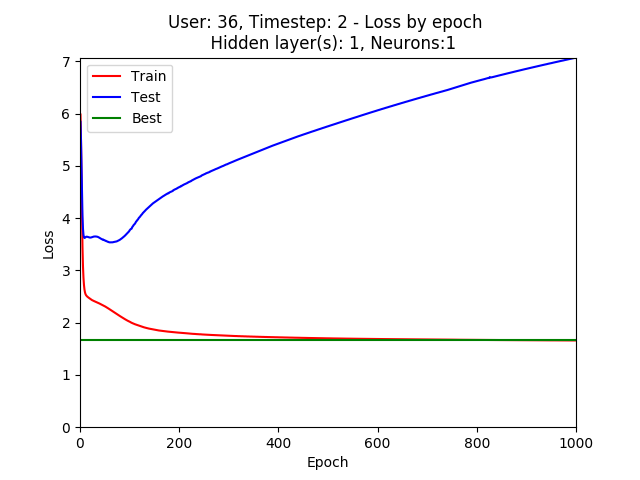 User: 36, Timestep: 2 - Loss by epoch
Hidden layer(s): 1, Neurons:1
Train
Test
Best
7
6
5
4
3
2
1
0
Loss
0 200 400 600 800 1000
Epoch